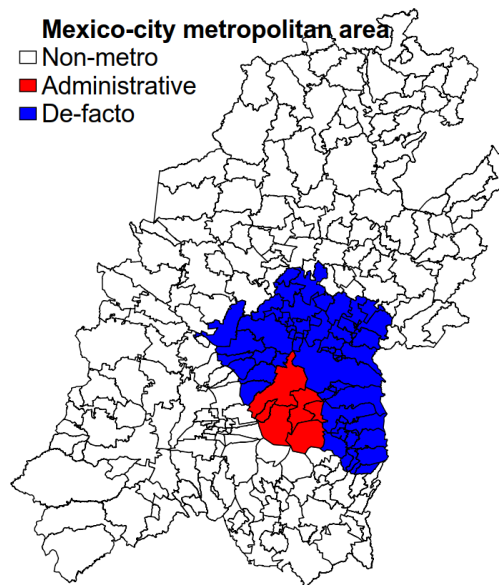 Mexico-city metropolitan area
Non-metro
Administrative
De-facto